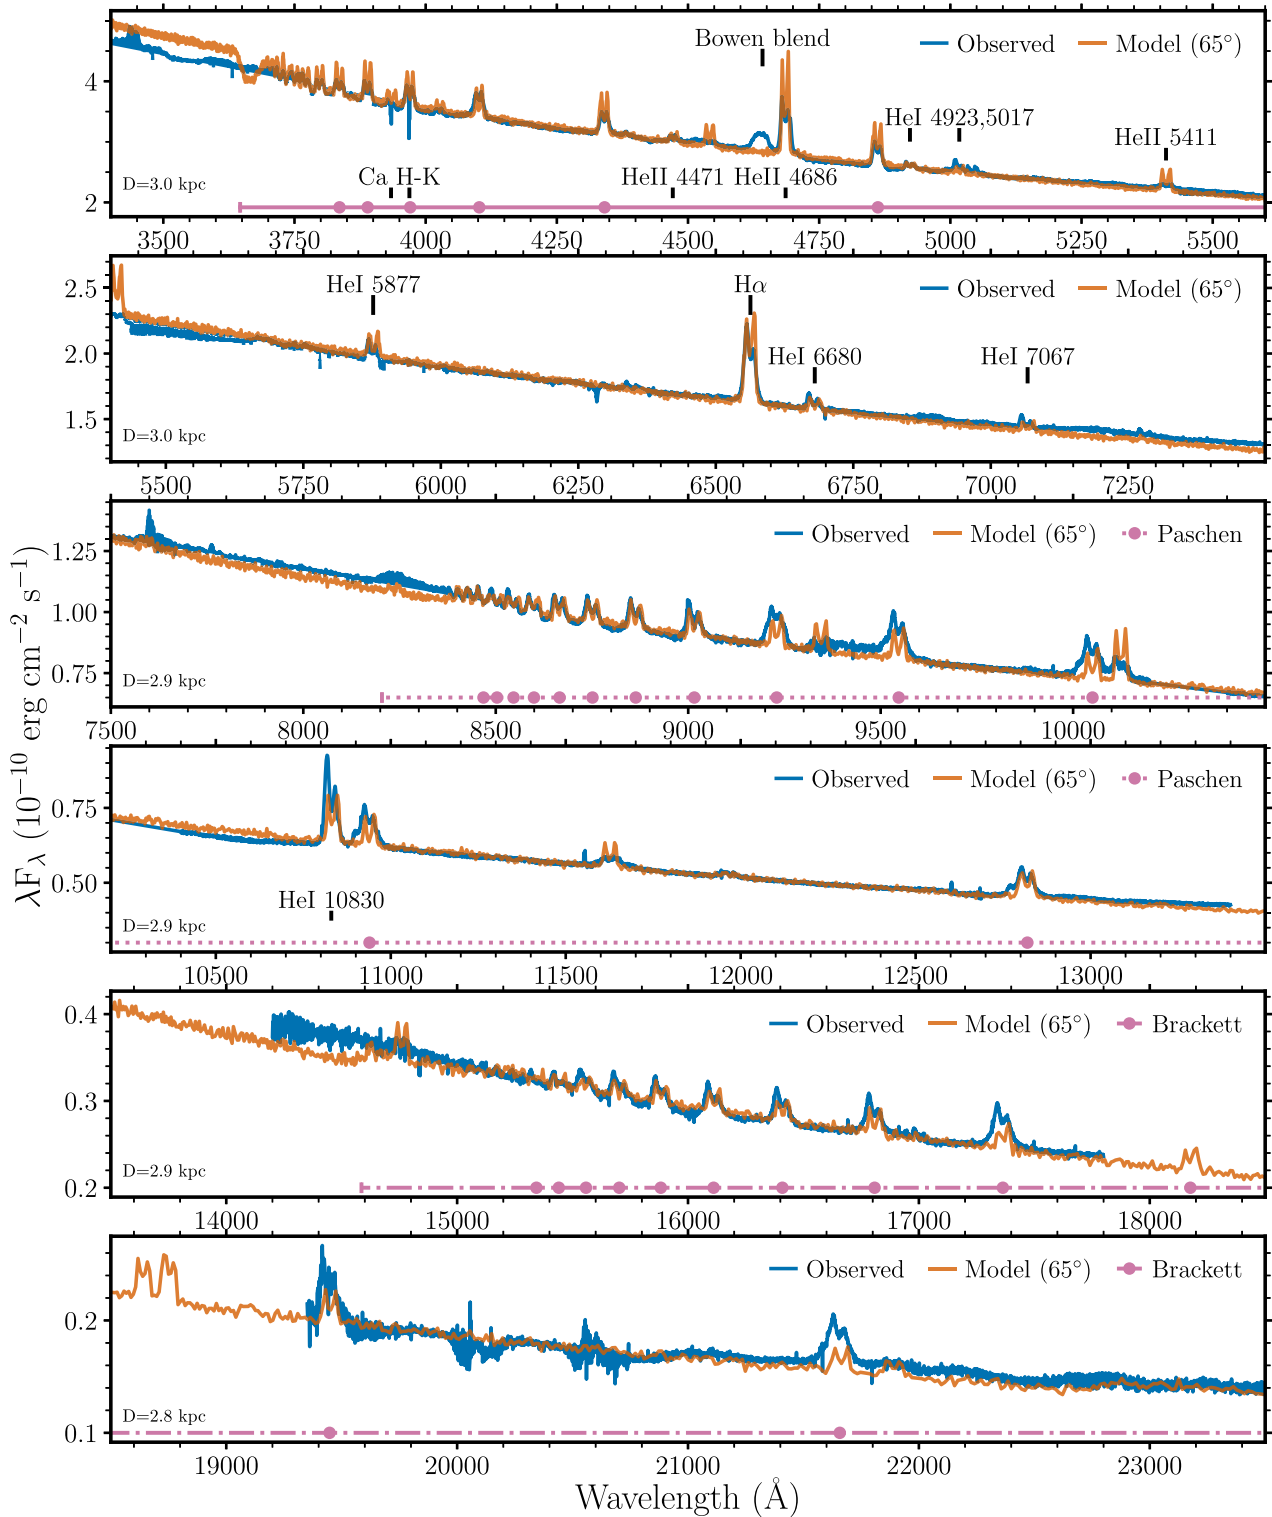 Bowen blend
Observed
Model (65°)
HeI 4923,5017
HeII 5411
4
D=3.0 kpc
Ca H-K
HeII 4471
HeII 4686
2
3500 3750 4000 4250 4500 4750 5000 5250 5500
HeI 5877
Hα
Observed
Model (65°)
2.5
HeI 6680
HeI 7067
2.0
1.5
D=3.0 kpc
5500 5750 6000 6250 6500 6750 7000 7250
Observed
Model (65°)
Paschen
1.25
1.00
0.75
D=2.9 kpc
7500 8000 8500 9000 9500 10000
λF_λ (10⁻¹⁰ erg cm⁻² s⁻¹)
Observed
Model (65°)
Paschen
0.75
0.50
HeI 10830
D=2.9 kpc
10500 11000 11500 12000 12500 13000
Observed
Model (65°)
Brackett
0.4
0.3
D=2.9 kpc
0.2
14000 15000 16000 17000 18000
Observed
Model (65°)
Brackett
0.2
D=2.8 kpc
0.1
19000 20000 21000 22000 23000
Wavelength (Å)